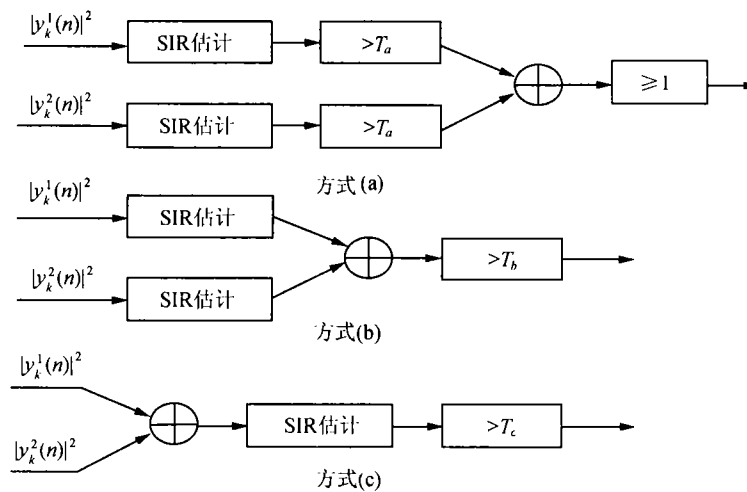 |y_k^1(n)|^2
SIR估计
>T_a
≥1
|y_k^2(n)|^2
SIR估计
>T_a
方式(a)
|y_k^1(n)|^2
SIR估计
>T_b
|y_k^2(n)|^2
SIR估计
方式(b)
|y_k^1(n)|^2
SIR估计
>T_c
|y_k^2(n)|^2
方式(c)